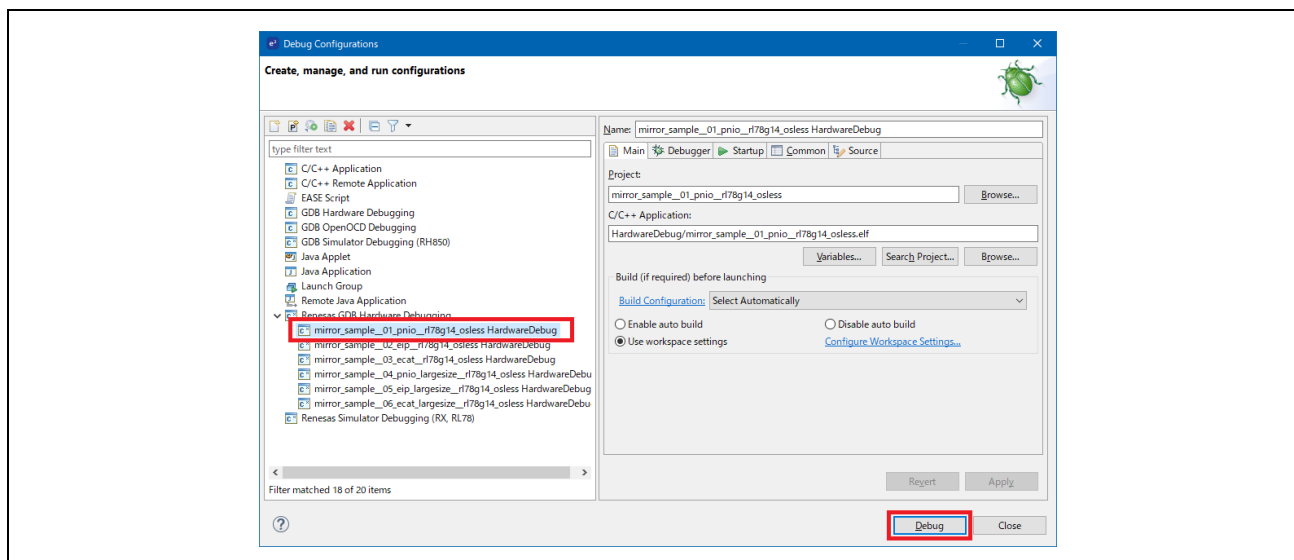 e² Debug Configurations
Create, manage, and run configurations
type filter text
C/C++ Application
C/C++ Remote Application
EASE Script
GDB Hardware Debugging
GDB OpenOCD Debugging
GDB Simulator Debugging (RH850)
Java Applet
Java Application
Launch Group
Remote Java Application
Renesas GDB Hardware Debugging
mirror_sample__01_pnio__rl78g14_osless HardwareDebug
mirror_sample__02_eip__rl78g14_osless HardwareDebug
mirror_sample__03_ecat__rl78g14_osless HardwareDebug
mirror_sample__04_pnio_largesize__rl78g14_osless HardwareDebu
mirror_sample__05_eip_largesize__rl78g14_osless HardwareDebug
mirror_sample__06_ecat_largesize__rl78g14_osless HardwareDebu
Renesas Simulator Debugging (RX, RL78)
Filter matched 18 of 20 items
Name: mirror_sample__01_pnio__rl78g14_osless HardwareDebug
Main Debugger Startup Common Source
Project:
mirror_sample__01_pnio__rl78g14_osless Browse...
C/C++ Application:
HardwareDebug/mirror_sample__01_pnio__rl78g14_osless.elf
Variables... Search Project... Browse...
Build (if required) before launching
Build Configuration: Select Automatically
Enable auto build Disable auto build
Use workspace settings Configure Workspace Settings...
Revert Apply
? Debug Close